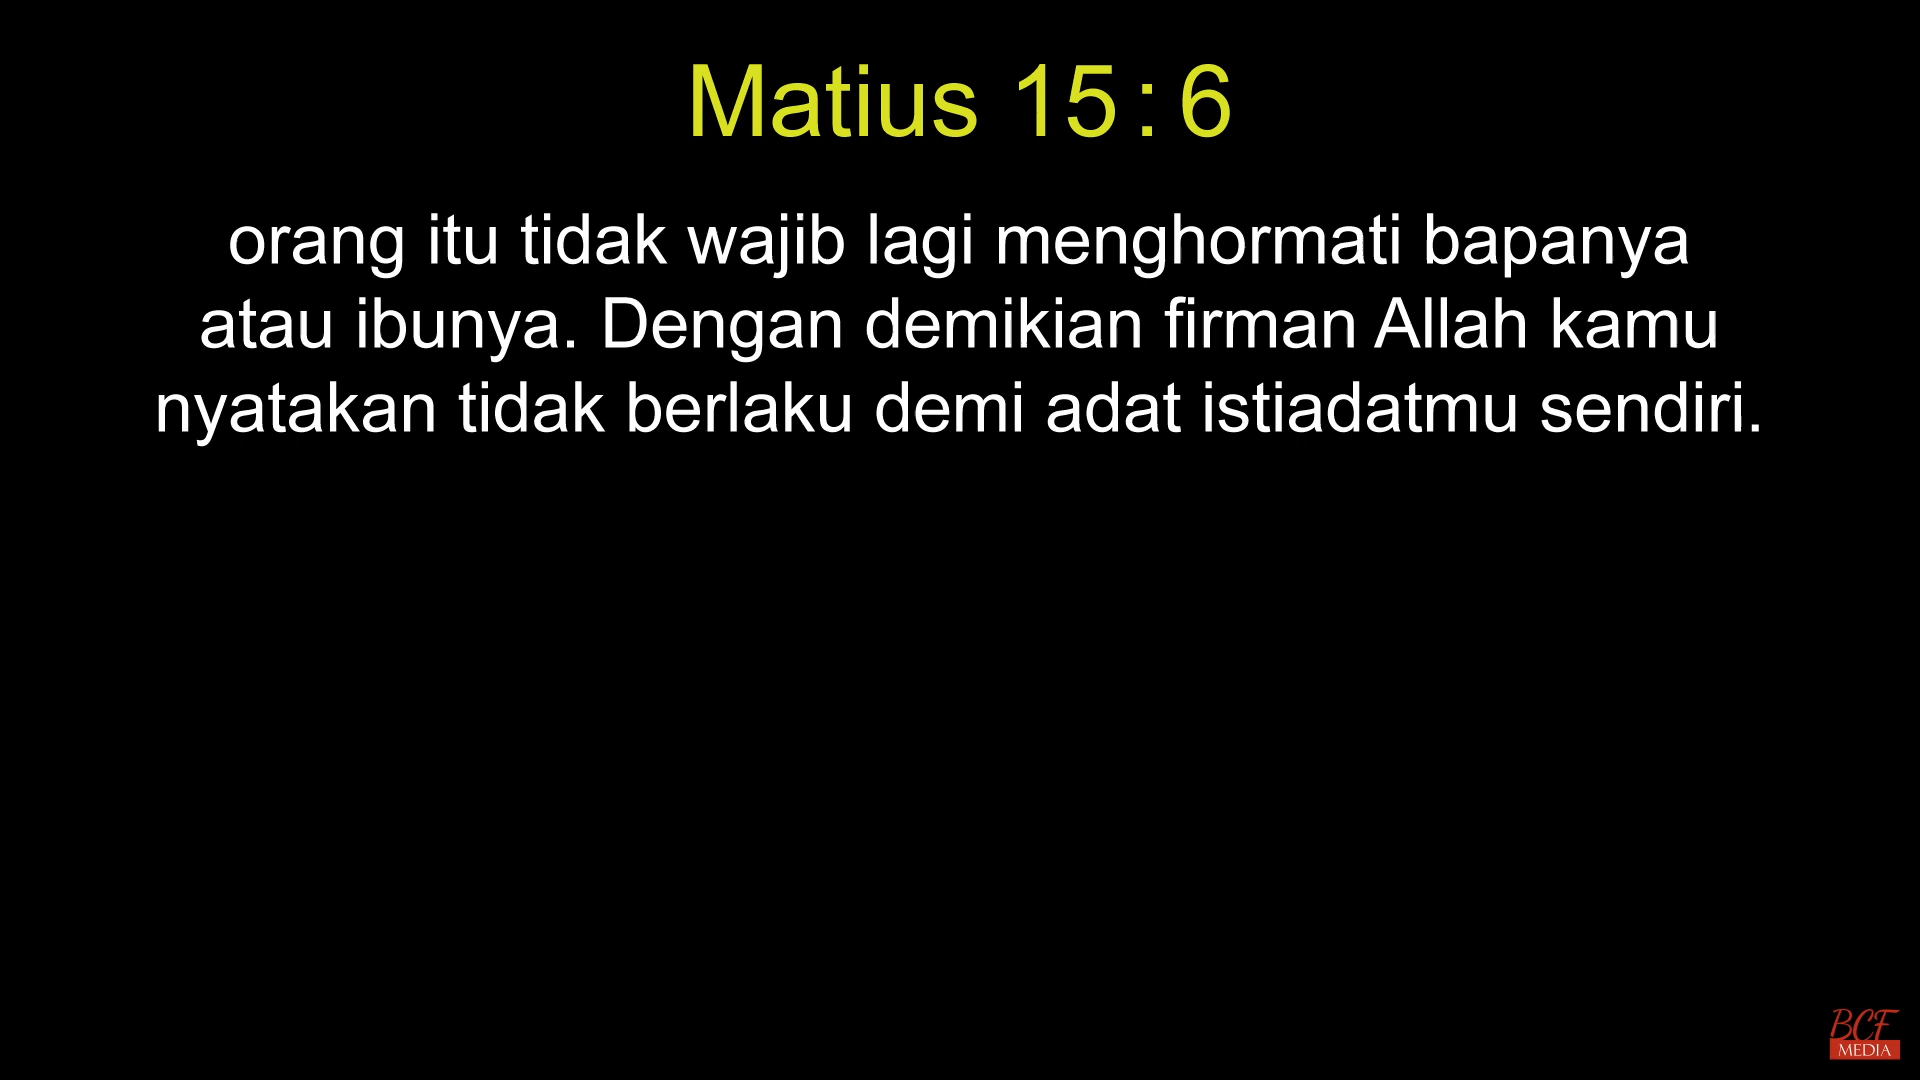 Matius 15 : 6
orang itu tidak wajib lagi menghormati bapanya
atau ibunya. Dengan demikian firman Allah kamu
nyatakan tidak berlaku demi adat istiadatmu sendiri.
BCF
MEDIA